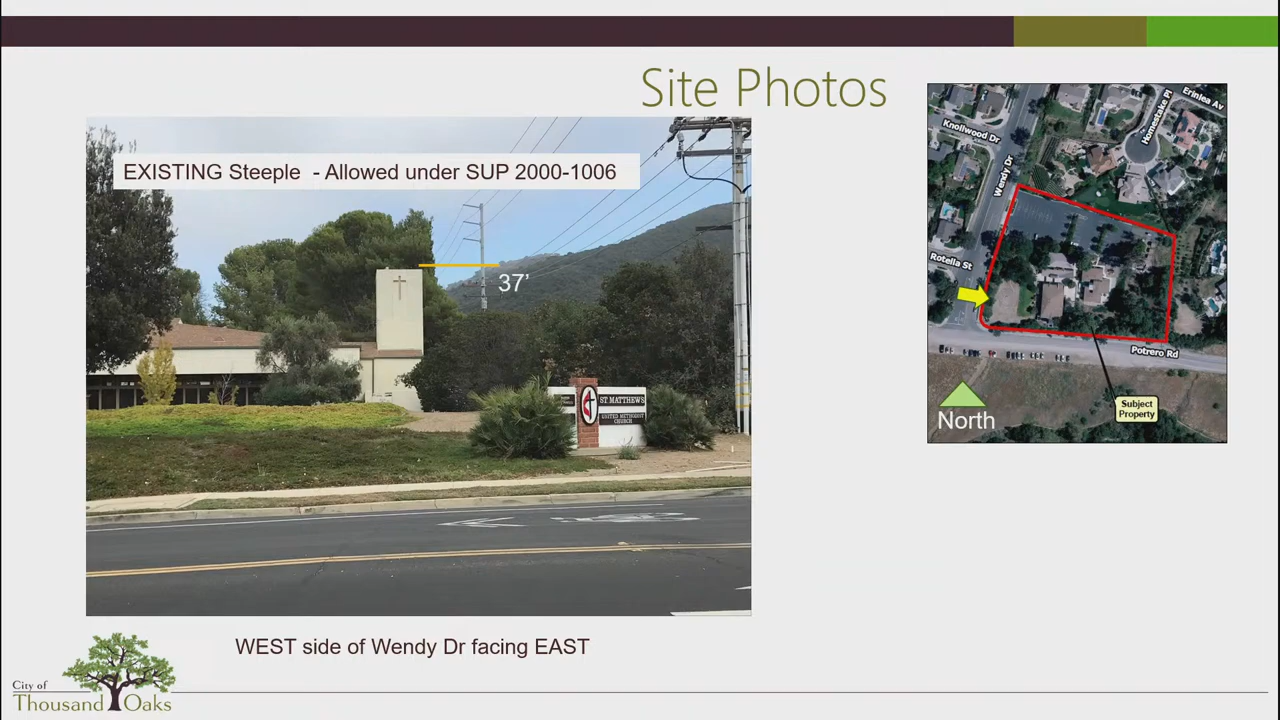 Site Photos
EXISTING Steeple - Allowed under SUP 2000-1006
37'
ST. MATTHEWS
UNITED METHODIST
CHURCH
WEST side of Wendy Dr facing EAST
Knollwood Dr
Wendy Dr
Homestake Pl
Erinlea Av
Rotella St
Potrero Rd
North
Subject
Property
City of
Thousand Oaks